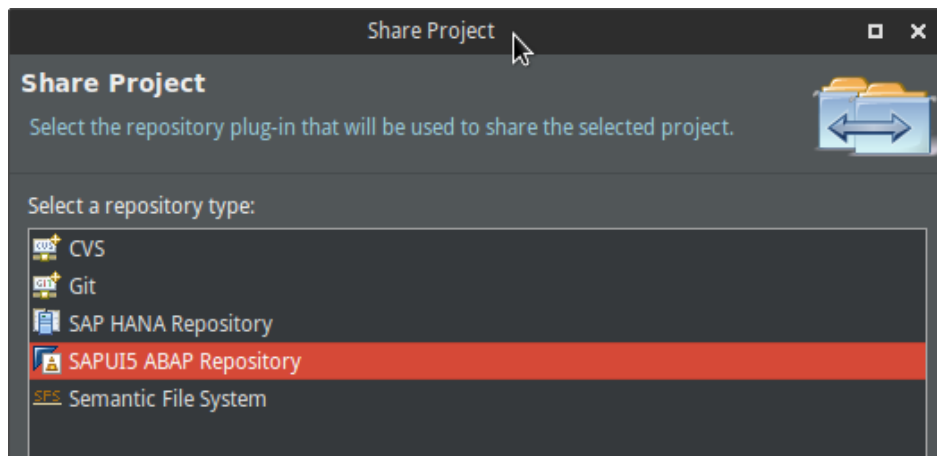 Share Project
Share Project
Select the repository plug-in that will be used to share the selected project.
Select a repository type:
CVS
Git
SAP HANA Repository
SAPUI5 ABAP Repository
SFS Semantic File System